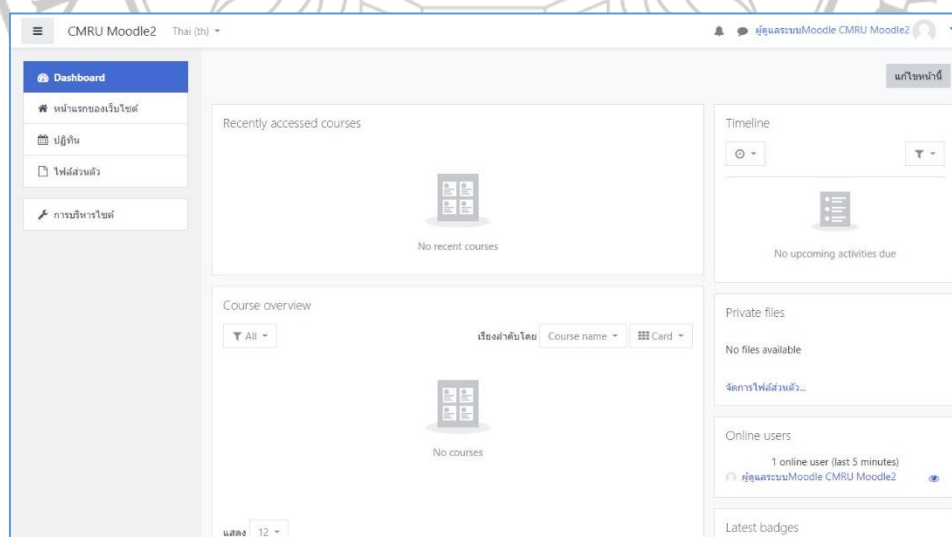 CMRU Moodle2 Thai (th)
ผู้ดูแลระบบMoodle CMRU Moodle2
Dashboard
หน้าแรกของเว็บไซต์
ปฏิทิน
ไฟล์ส่วนตัว
การบริหารไซต์
แก้ไขหน้านี้
Recently accessed courses
No recent courses
Course overview
All
เรียงลำดับโดย Course name Card
No courses
แสดง 12
Timeline
No upcoming activities due
Private files
No files available
จัดการไฟล์ส่วนตัว...
Online users
1 online user (last 5 minutes)
ผู้ดูแลระบบMoodle CMRU Moodle2
Latest badges